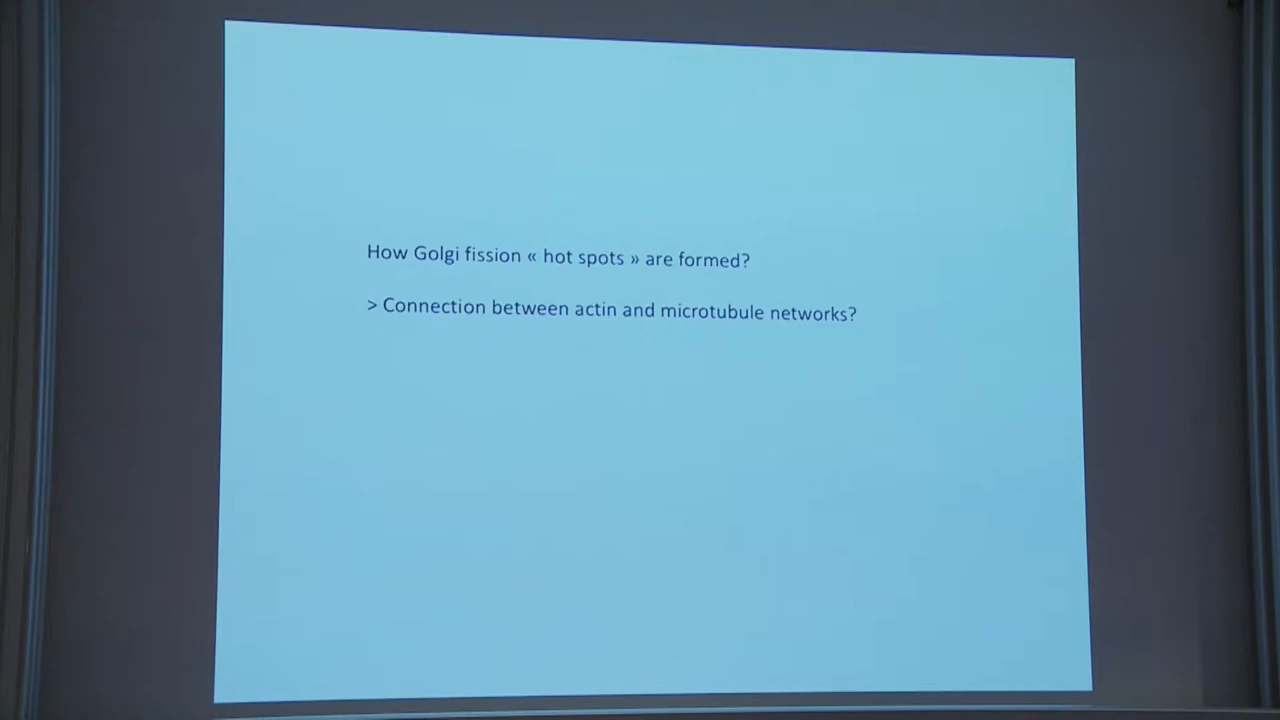 How Golgi fission « hot spots » are formed?
> Connection between actin and microtubule networks?